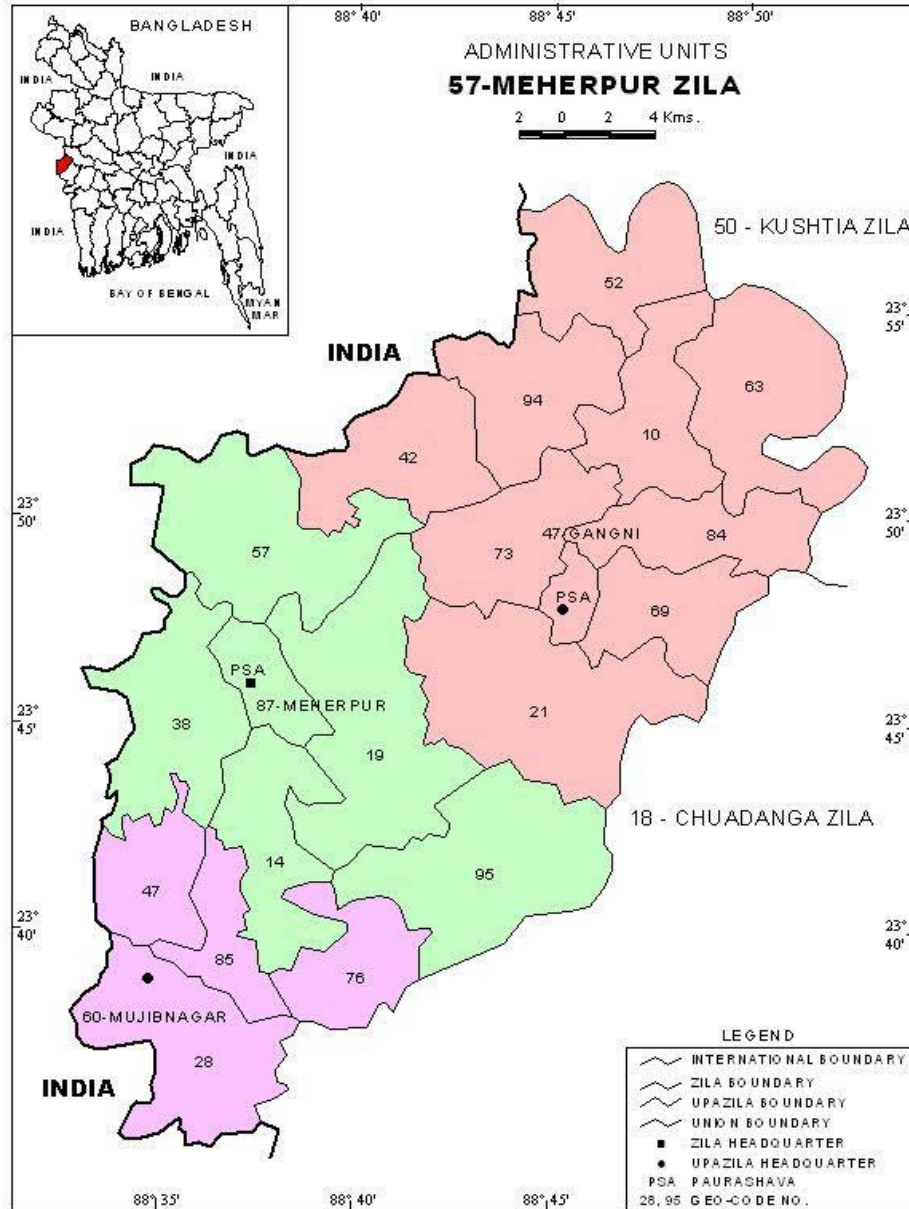 88° 40' 88° 45' 88° 50'
BANGLADESH
INDIA
INDIA
INDIA
INDIA
BAY OF BENGAL
MYAN
MAR
ADMINISTRATIVE UNITS
57-MEHERPUR ZILA
2 0 2 4 Kms.
50 - KUSHTIA ZILA
52
23°
55'
INDIA
94
63
10
42
23°
50'
23°
50'
47-GANGNI
84
73
57
PSA
69
PSA
87-MEHERPUR
21
38
19
23°
45'
23°
45'
18 - CHUADANGA ZILA
14
95
47
23°
40'
23°
40'
85
76
60-MUJIBNAGAR
28
INDIA
LEGEND
INTERNATIONAL BOUNDARY
ZILA BOUNDARY
UPAZILA BOUNDARY
UNION BOUNDARY
ZILA HEADQUARTER
UPAZILA HEADQUARTER
PSA PAURASHAVA
28, 95 GEO-CODE NO.
88° 35' 88° 40' 88° 45'